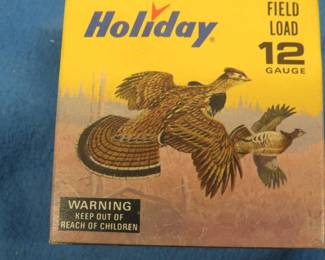 Holiday®
FIELD
LOAD
12
GAUGE
WARNING
KEEP OUT OF
REACH OF CHILDREN